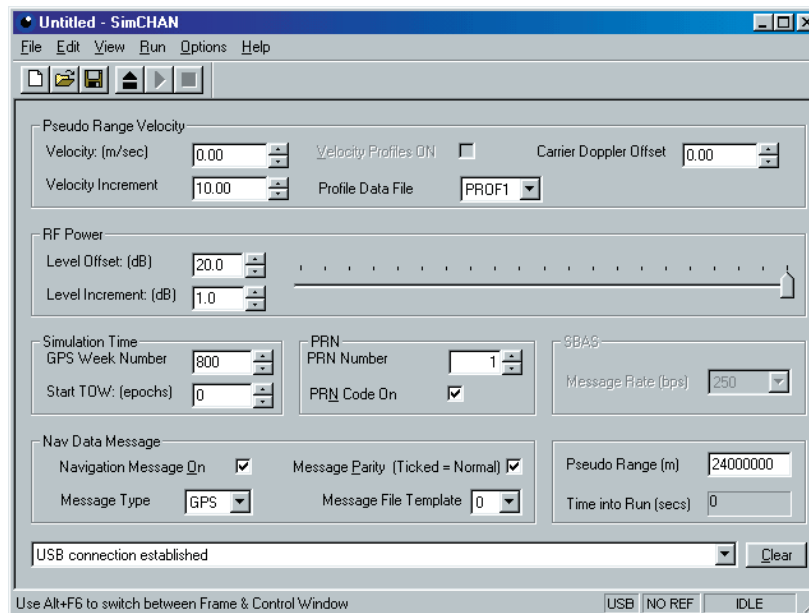 Untitled - SimCHAN
File Edit View Run Options Help
Pseudo Range Velocity
Velocity: (m/sec) 0.00 Velocity Profiles ON Carrier Doppler Offset 0.00
Velocity Increment 10.00 Profile Data File PROF1
RF Power
Level Offset: (dB) 20.0
Level Increment: (dB) 1.0
Simulation Time
GPS Week Number 800
Start TOW: (epochs) 0
PRN
PRN Number 1
PRN Code On
SBAS
Message Rate (bps) 250
Nav Data Message
Navigation Message On Message Parity (Ticked = Normal)
Message Type GPS Message File Template 0
Pseudo Range (m) 24000000
Time into Run (secs) 0
USB connection established Clear
Use Alt+F6 to switch between Frame & Control Window USB NO REF IDLE